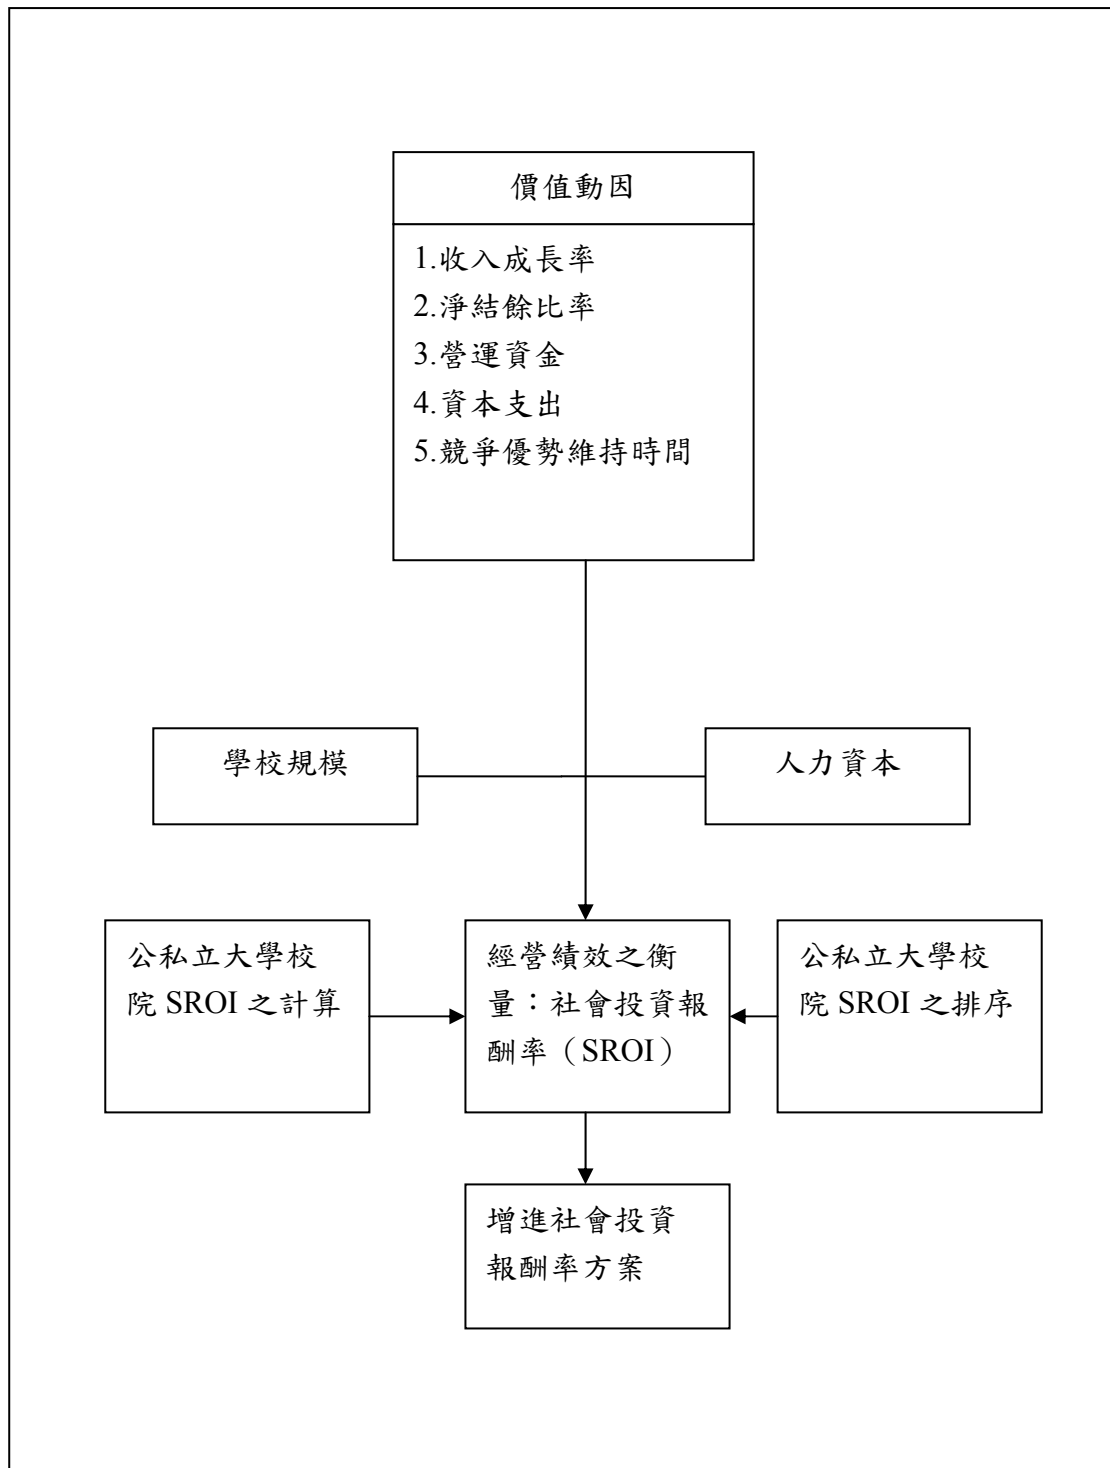 價值動因
1.收入成長率
2.淨結餘比率
3.營運資金
4.資本支出
5.競爭優勢維持時間
學校規模
人力資本
公私立大學校
院 SROI 之計算
經營績效之衡
量：社會投資報
酬率（SROI）
公私立大學校
院 SROI 之排序
增進社會投資
報酬率方案